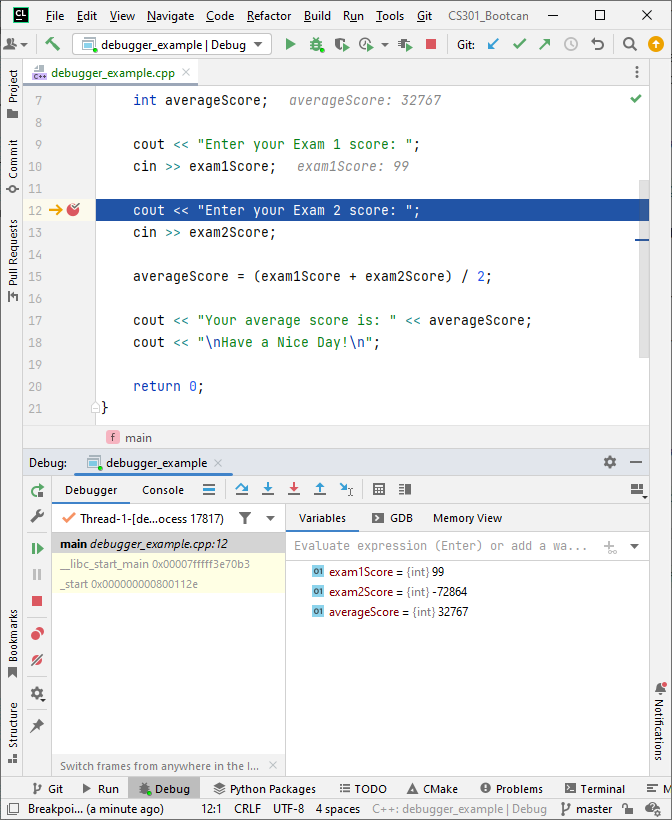 CL File Edit View Navigate Code Refactor Build Run Tools Git CS301_Bootcan
debugger_example | Debug Git:
Project
Commit
Pull Requests
Bookmarks
Structure
debugger_example.cpp
7 int averageScore; averageScore: 32767
8
9 cout << "Enter your Exam 1 score: ";
10 cin >> exam1Score; exam1Score: 99
11
12 cout << "Enter your Exam 2 score: ";
13 cin >> exam2Score;
14
15 averageScore = (exam1Score + exam2Score) / 2;
16
17 cout << "Your average score is: " << averageScore;
18 cout << "\nHave a Nice Day!\n";
19
20 return 0;
21 }
f main
Debug: debugger_example
Debugger Console
Thread-1-[de...ocess 17817)
main debugger_example.cpp:12
__libc_start_main 0x00007fffff3e70b3
_start 0x000000000800112e
Switch frames from anywhere in the I...
Variables GDB Memory View
Evaluate expression (Enter) or add a wa...
01 exam1Score = {int} 99
01 exam2Score = {int} -72864
01 averageScore = {int} 32767
Notifications
Git Run Debug Python Packages TODO CMake Problems Terminal M
Breakpoi... (a minute ago) 12:1 CRLF UTF-8 4 spaces C++: debugger_example | Debug master